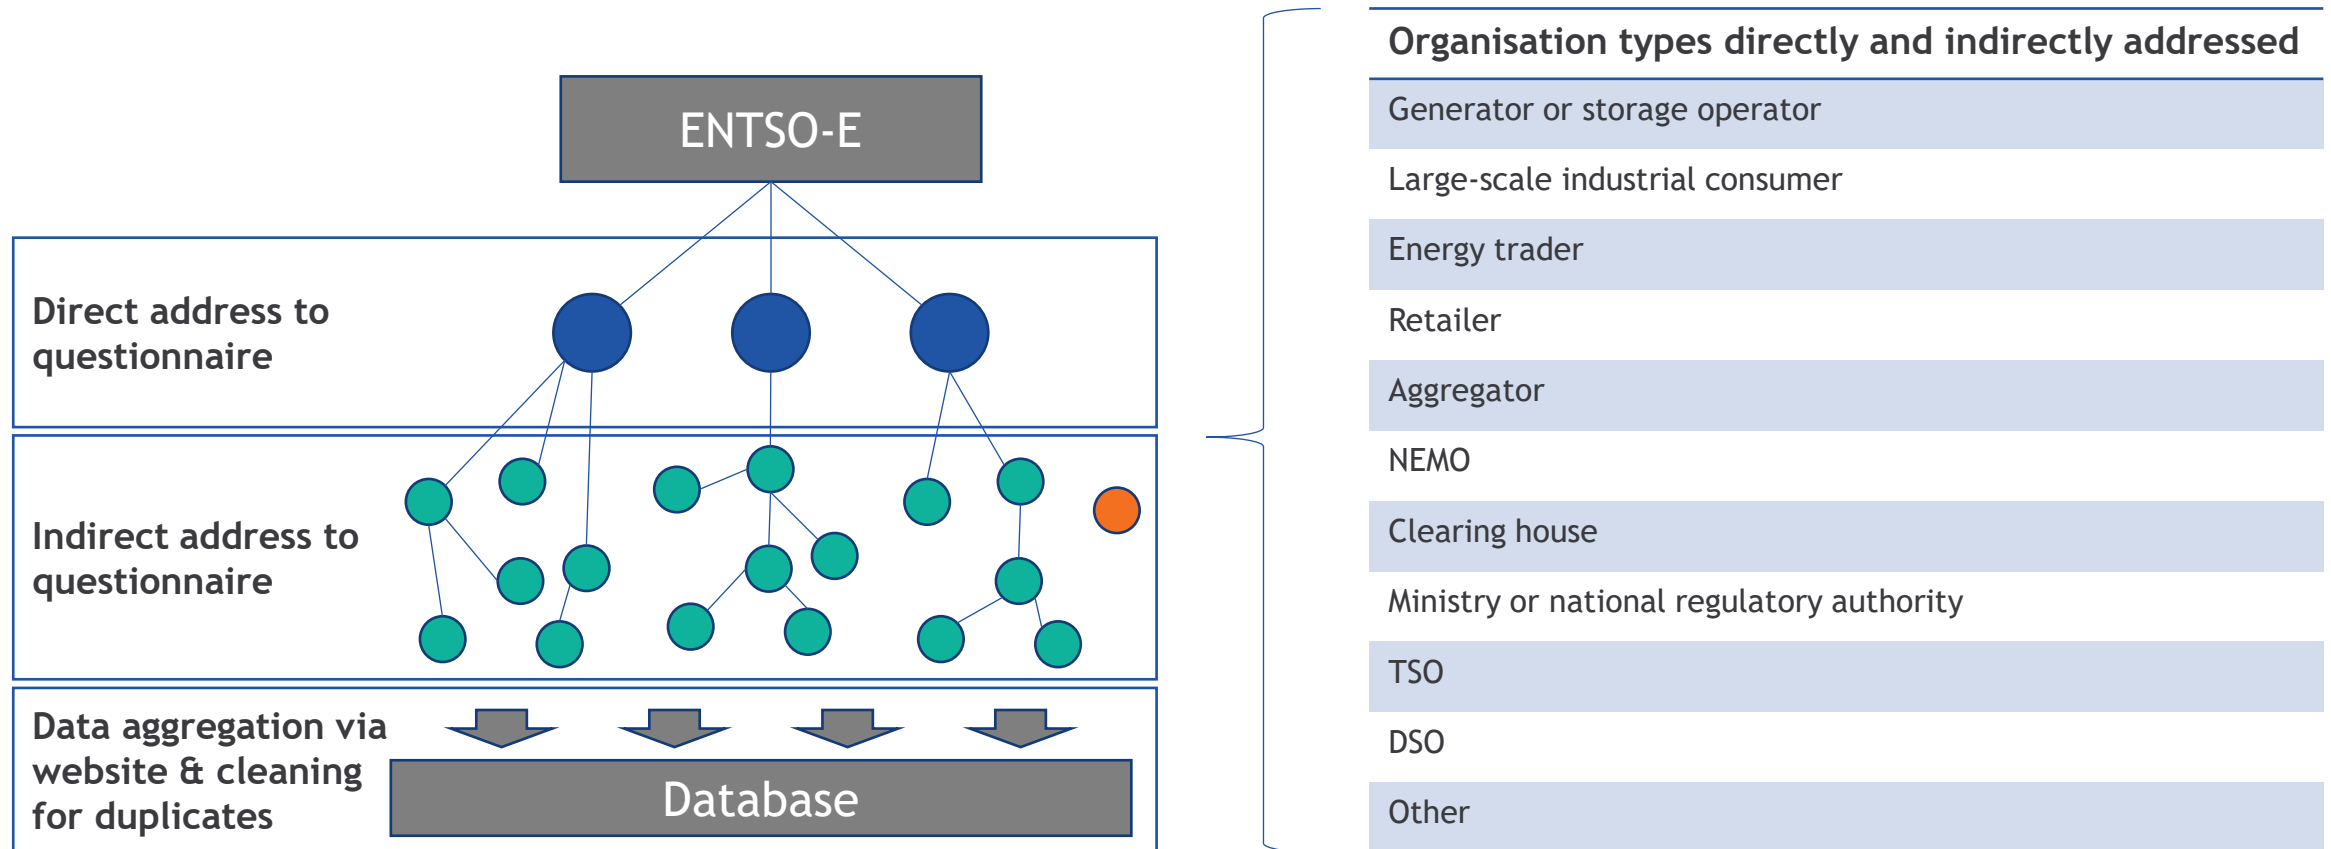 ENTSO-E
Direct address to
questionnaire
Indirect address to
questionnaire
Data aggregation via
website & cleaning
for duplicates
Database
Organisation types directly and indirectly addressed
Generator or storage operator
Large-scale industrial consumer
Energy trader
Retailer
Aggregator
NEMO
Clearing house
Ministry or national regulatory authority
TSO
DSO
Other